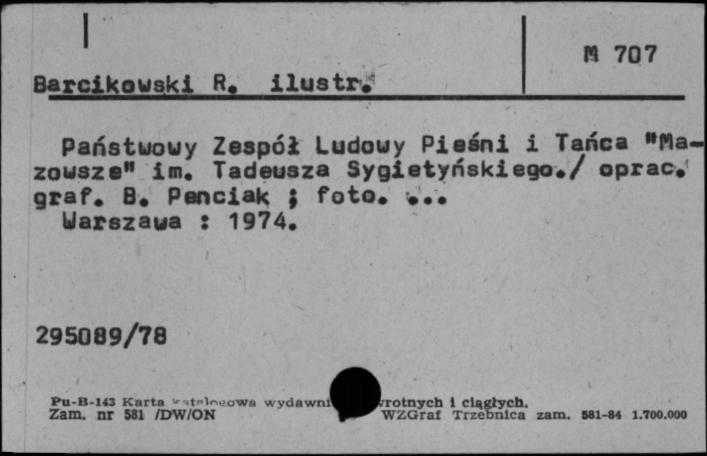 M 707
Barcikowski R. ilustr.
Państwowy Zespół Ludowy Pieśni i Tańca "Ma-
zowsze" im. Tadeusza Sygietyńskiego./ oprac.
graf. B. Penciak ; foto. ...
Warszawa : 1974.
295089/78
Pu-B-143 Karta katalogowa wydawni rotnych i ciągłych.
Zam. nr 581 /DW/ON WZGraf Trzebnica zam. 581-84 1.700.000